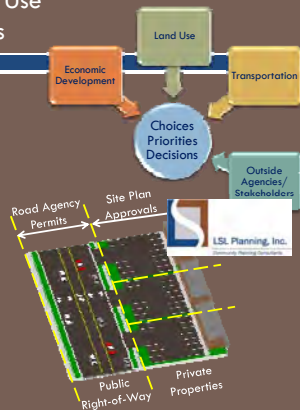 Use
s
Land Use
Economic
Development
Transportation
Choices
Priorities
Decisions
Outside
Agencies/
Stakeholders
Road Agency
Permits
Site Plan
Approvals
LSL Planning, Inc.
Community Planning Consultants
Public
Right-of-Way
Private
Properties